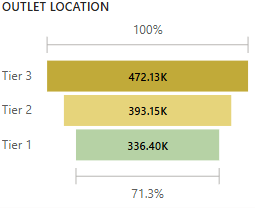 OUTLET LOCATION
100%
Tier 3 472.13K
Tier 2 393.15K
Tier 1 336.40K
71.3%